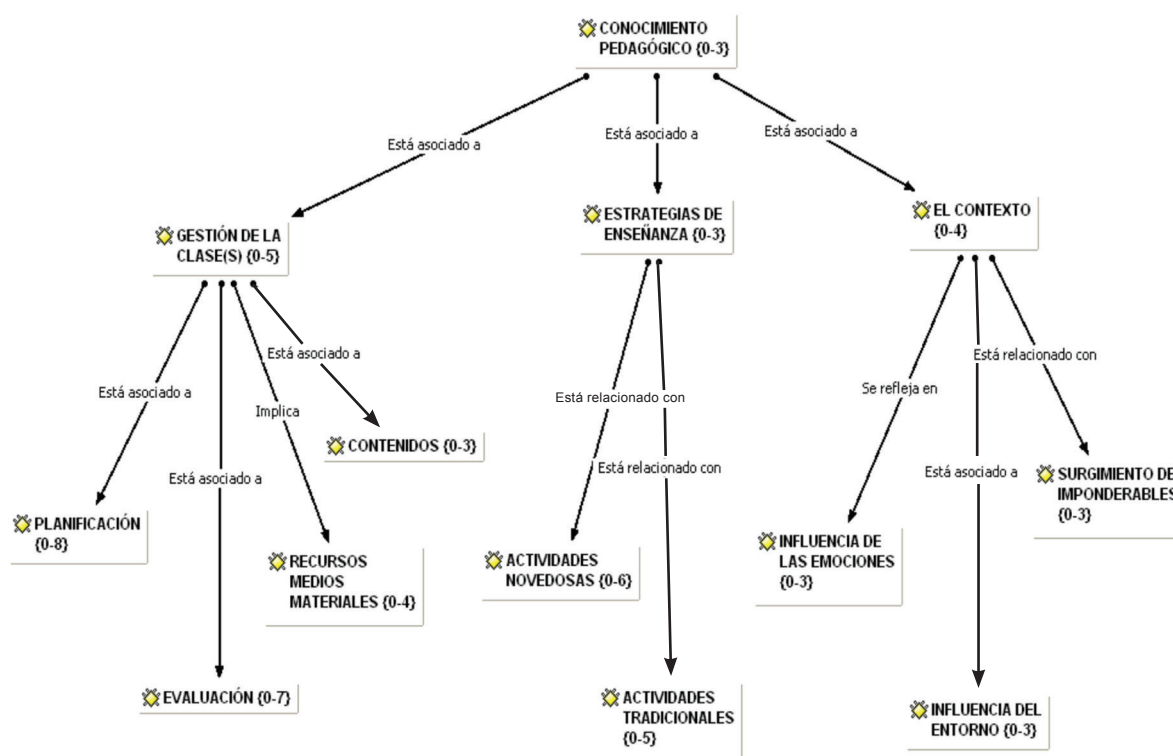 CONOCIMIENTO
PEDAGÓGICO {0-3}
Está asociado a
Está asociado a
Está asociado a
GESTIÓN DE LA
CLASE(S) {0-5}
ESTRATEGIAS DE
ENSEÑANZA {0-3}
EL CONTEXTO
{0-4}
Está asociado a
Está asociado a
Implica
Está asociado a
CONTENIDOS {0-3}
Está relacionado con
Está relacionado con
Se refleja en
Está relacionado con
Está asociado a
PLANIFICACIÓN
{0-8}
RECURSOS
MEDIOS
MATERIALES {0-4}
ACTIVIDADES
NOVEDOSAS {0-6}
INFLUENCIA DE
LAS EMOCIONES
{0-3}
SURGIMIENTO DE
IMPONDERABLES
{0-3}
EVALUACIÓN {0-7}
ACTIVIDADES
TRADICIONALES
{0-5}
INFLUENCIA DEL
ENTORNO {0-3}